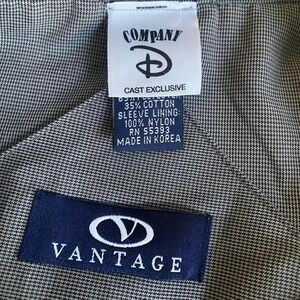 COMPANY
D
CAST EXCLUSIVE
35% COTTON
SLEEVE LINING:
100% NYLON
RN 55393
MADE IN KOREA
VANTAGE